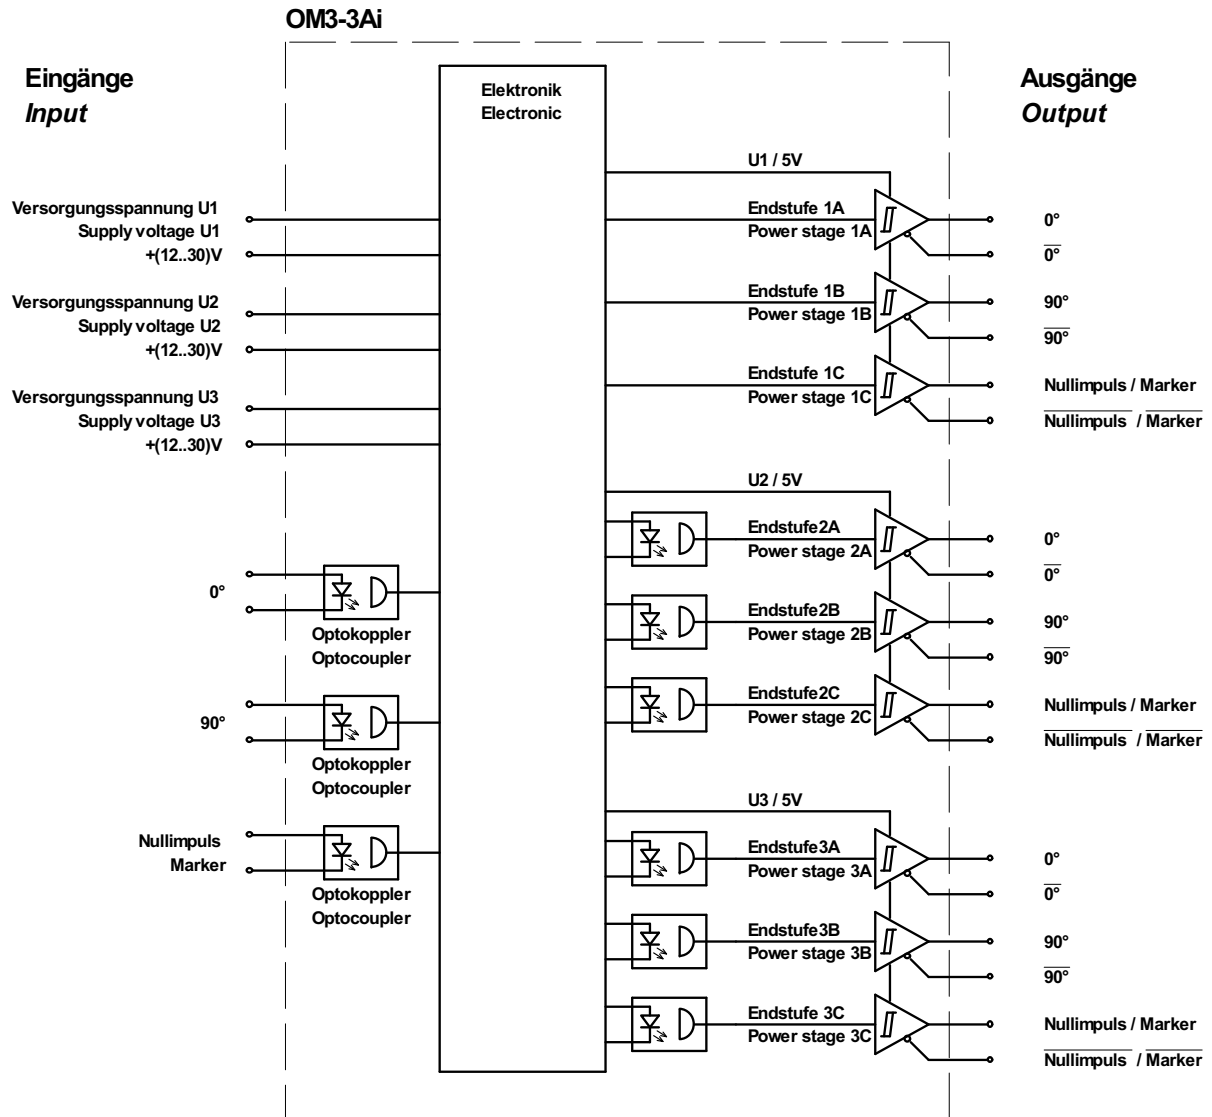 OM3-3Ai
Eingänge
Input
Elektronik
Electronic
Ausgänge
Output
Versorgungsspannung U1
Supply voltage U1
+(12..30)V
Versorgungsspannung U2
Supply voltage U2
+(12..30)V
Versorgungsspannung U3
Supply voltage U3
+(12..30)V
0°
Optokoppler
Optocoupler
90°
Optokoppler
Optocoupler
Nullimpuls
Marker
Optokoppler
Optocoupler
U1 / 5V
Endstufe 1A
Power stage 1A
0°
0°
Endstufe 1B
Power stage 1B
90°
90°
Endstufe 1C
Power stage 1C
Nullimpuls / Marker
Nullimpuls / Marker
U2 / 5V
Endstufe2A
Power stage 2A
0°
0°
Endstufe2B
Power stage 2B
90°
90°
Endstufe2C
Power stage 2C
Nullimpuls / Marker
Nullimpuls / Marker
U3 / 5V
Endstufe3A
Power stage 3A
0°
0°
Endstufe3B
Power stage 3B
90°
90°
Endstufe 3C
Power stage 3C
Nullimpuls / Marker
Nullimpuls / Marker